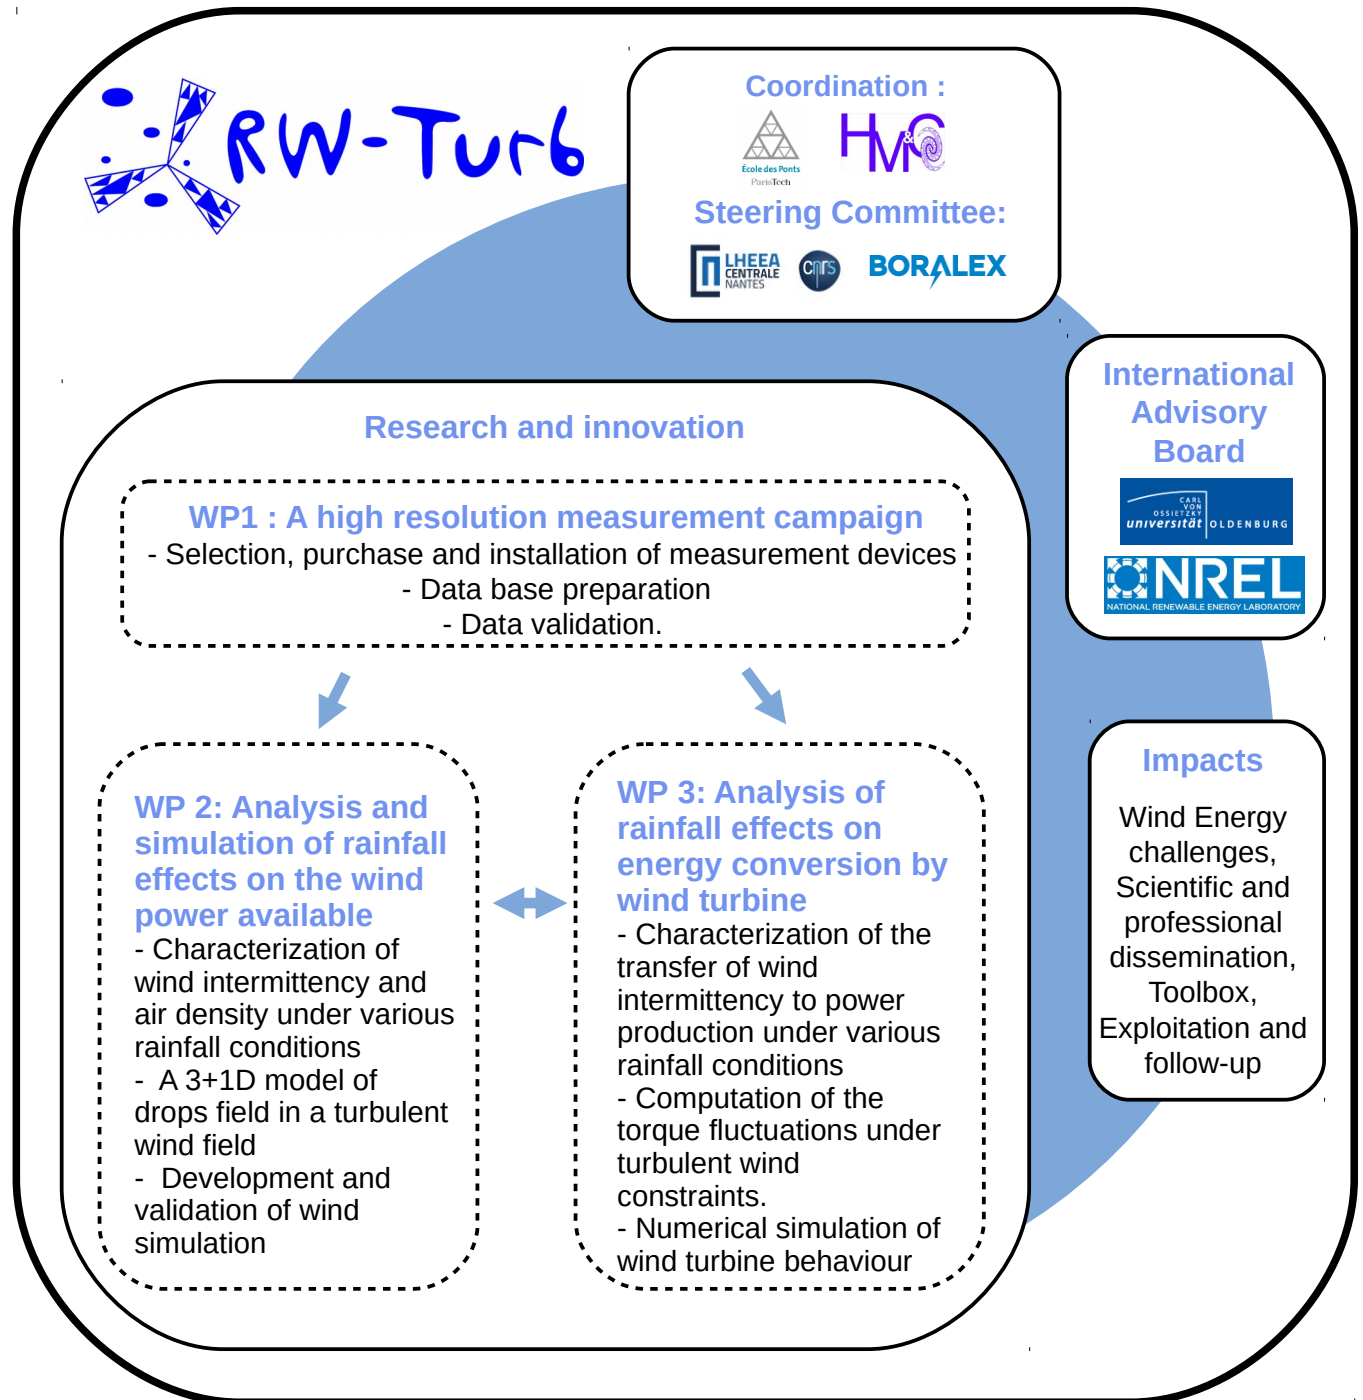 RW-Turb
Coordination :
École des Ponts
ParisTech
HM&C
Steering Committee:
LHEEA
CENTRALE
NANTES
cnrs
BORALEX
International
Advisory
Board
CARL
VON
OSSIETZKY
universität OLDENBURG
NREL
NATIONAL RENEWABLE ENERGY LABORATORY
Research and innovation
WP1 : A high resolution measurement campaign
- Selection, purchase and installation of measurement devices
- Data base preparation
- Data validation.
WP 2: Analysis and
simulation of rainfall
effects on the wind
power available
- Characterization of
wind intermittency and
air density under various
rainfall conditions
- A 3+1D model of
drops field in a turbulent
wind field
- Development and
validation of wind
simulation
WP 3: Analysis of
rainfall effects on
energy conversion by
wind turbine
- Characterization of the
transfer of wind
intermittency to power
production under various
rainfall conditions
- Computation of the
torque fluctuations under
turbulent wind
constraints.
- Numerical simulation of
wind turbine behaviour
Impacts
Wind Energy
challenges,
Scientific and
professional
dissemination,
Toolbox,
Exploitation and
follow-up